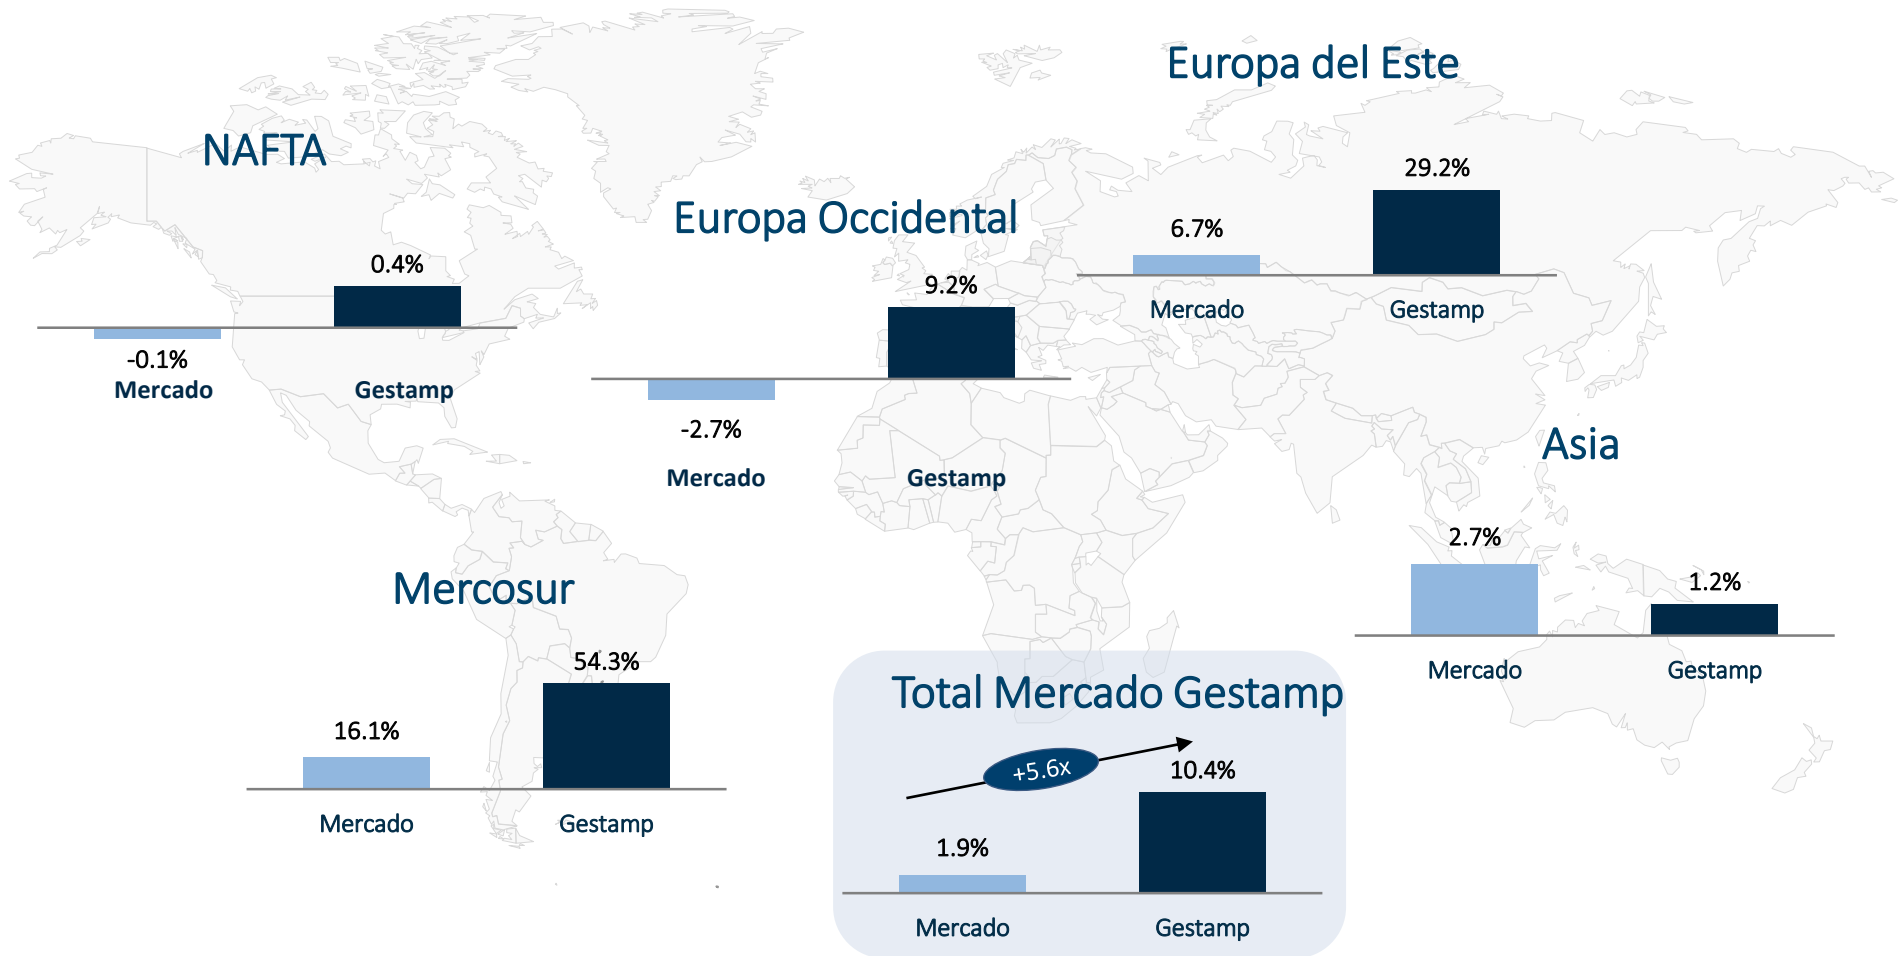 Europa del Este
29.2%
6.7%
Mercado Gestamp
NAFTA
0.4%
-0.1%
Mercado Gestamp
Europa Occidental
9.2%
-2.7%
Mercado Gestamp
Asia
2.7%
1.2%
Mercado Gestamp
Mercosur
54.3%
16.1%
Mercado Gestamp
Total Mercado Gestamp
+5.6x
10.4%
1.9%
Mercado Gestamp